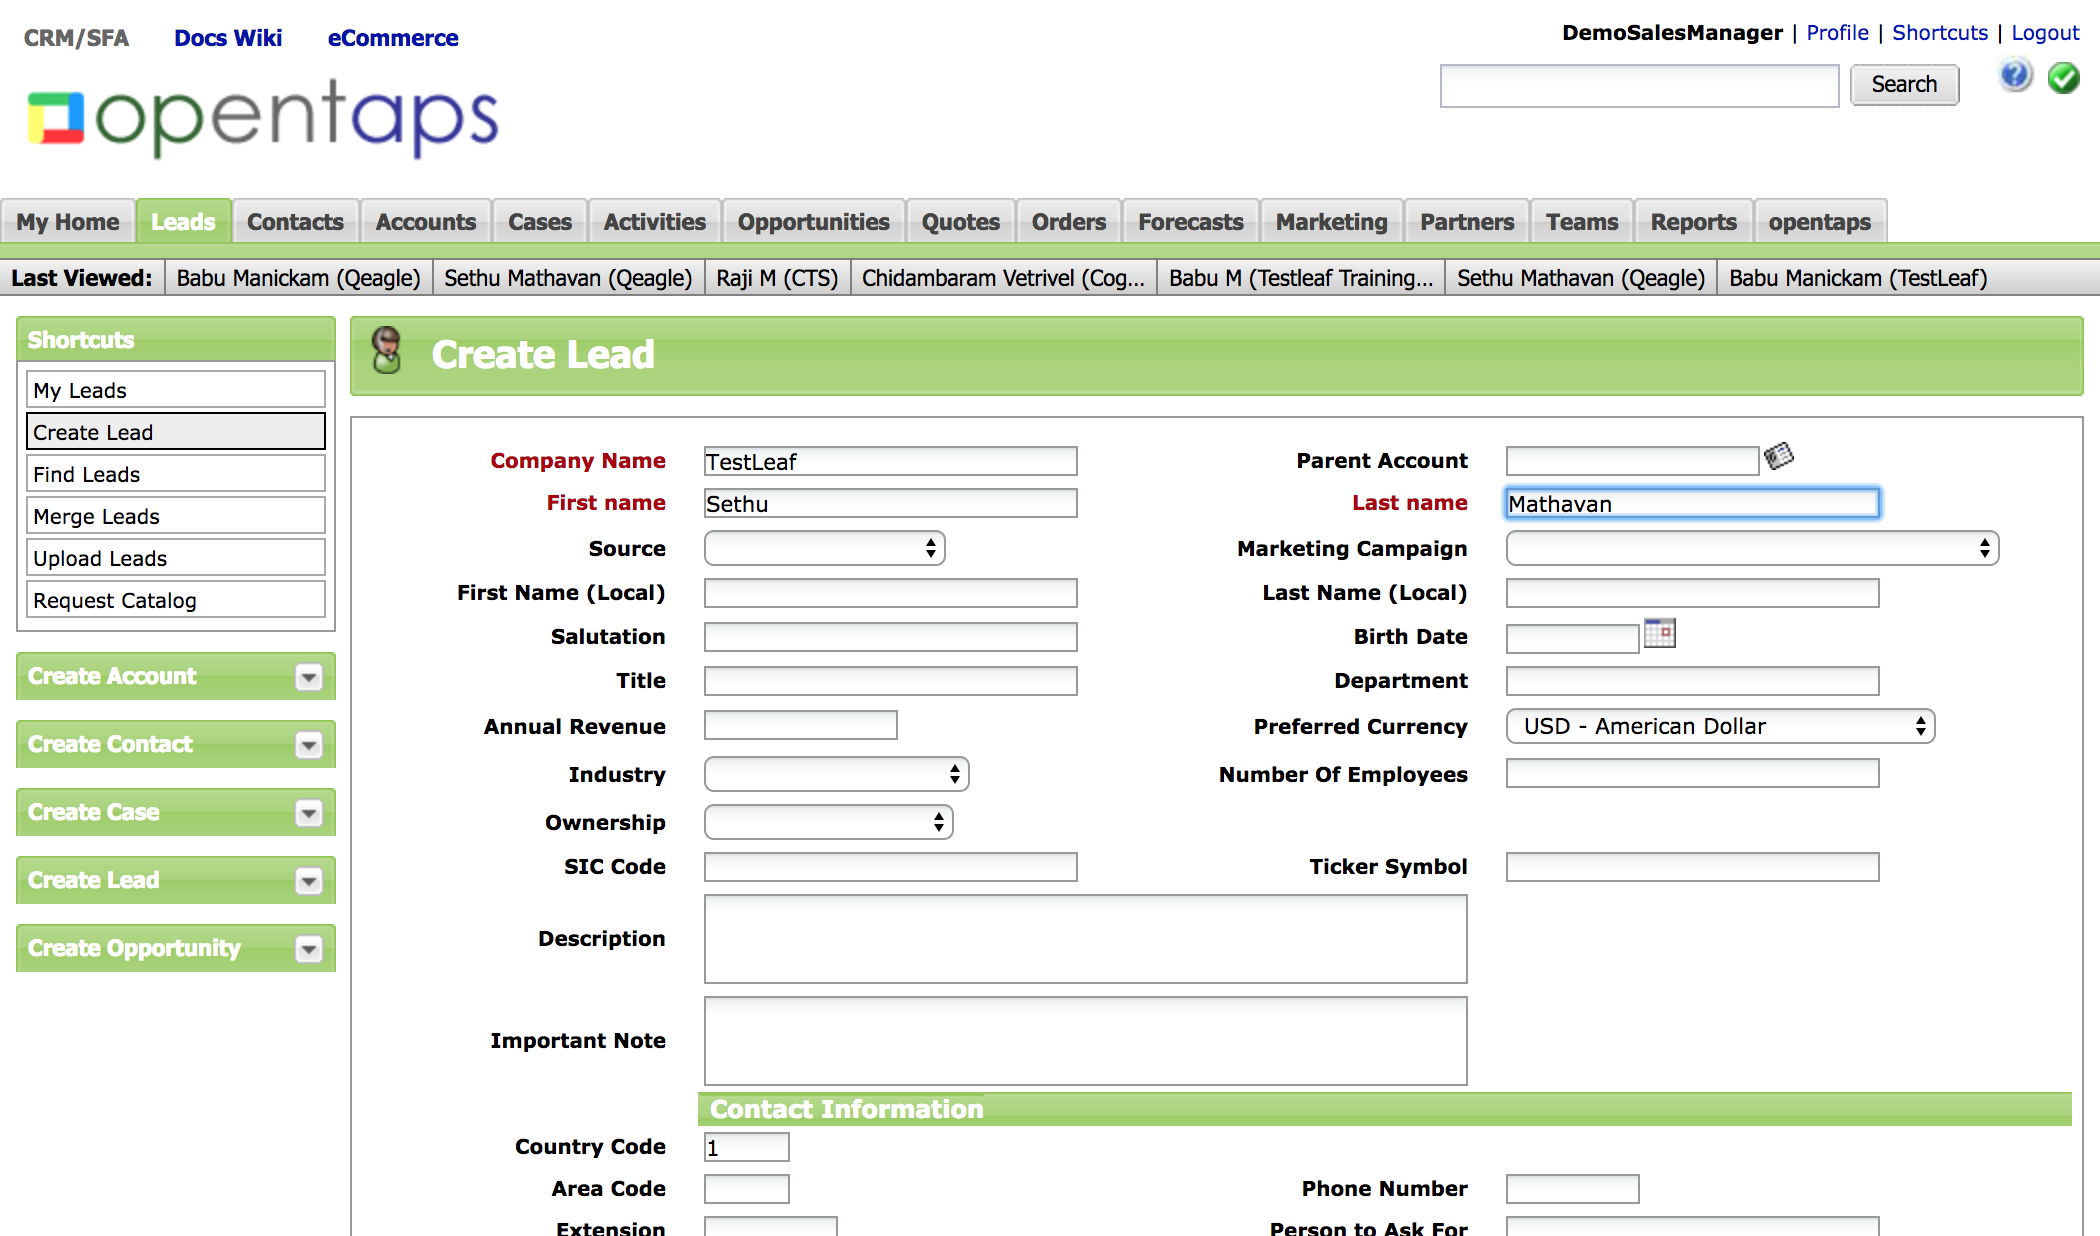 CRM/SFA Docs Wiki eCommerce
DemoSalesManager | Profile | Shortcuts | Logout
opentaps
Search
My Home Leads Contacts Accounts Cases Activities Opportunities Quotes Orders Forecasts Marketing Partners Teams Reports opentaps
Last Viewed: Babu Manickam (Qeagle) Sethu Mathavan (Qeagle) Raji M (CTS) Chidambaram Vetrivel (Cog... Babu M (Testleaf Training... Sethu Mathavan (Qeagle) Babu Manickam (TestLeaf)
Shortcuts
My Leads
Create Lead
Find Leads
Merge Leads
Upload Leads
Request Catalog
Create Account
Create Contact
Create Case
Create Lead
Create Opportunity
Create Lead
Company Name TestLeaf Parent Account
First name Sethu Last name Mathavan
Source Marketing Campaign
First Name (Local) Last Name (Local)
Salutation Birth Date
Title Department
Annual Revenue Preferred Currency USD - American Dollar
Industry Number Of Employees
Ownership
SIC Code Ticker Symbol
Description
Important Note
Contact Information
Country Code 1
Area Code Phone Number
Extension Person to Ask For